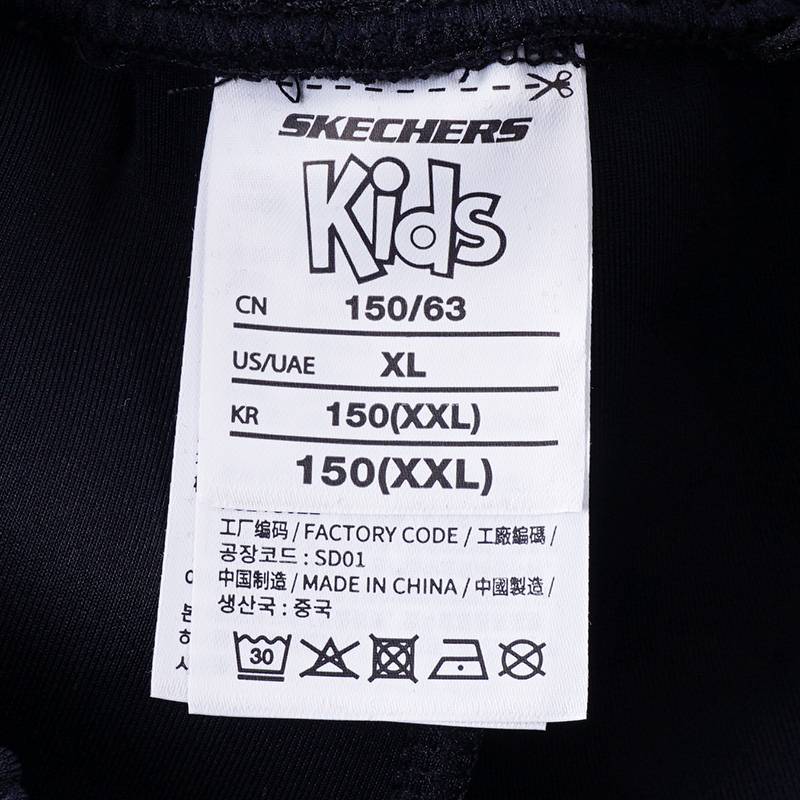 SKECHERS
Kids
CN 150/63
US/UAE XL
KR 150(XXL)
150(XXL)
工厂编码 / FACTORY CODE / 工廠編碼 /
공장코드 : SD01
中国制造 / MADE IN CHINA / 中國製造 /
생산국 : 중국
30